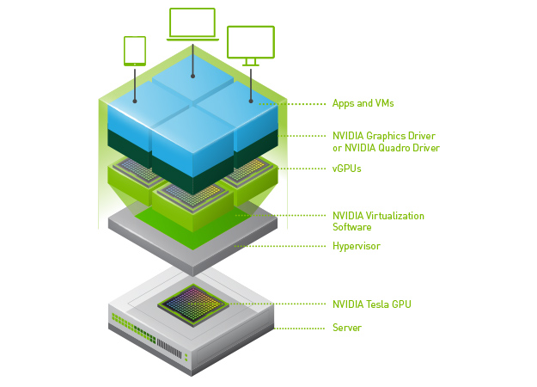 Apps and VMs
NVIDIA Graphics Driver
or NVIDIA Quadro Driver
vGPUs
NVIDIA Virtualization
Software
Hypervisor
NVIDIA Tesla GPU
Server